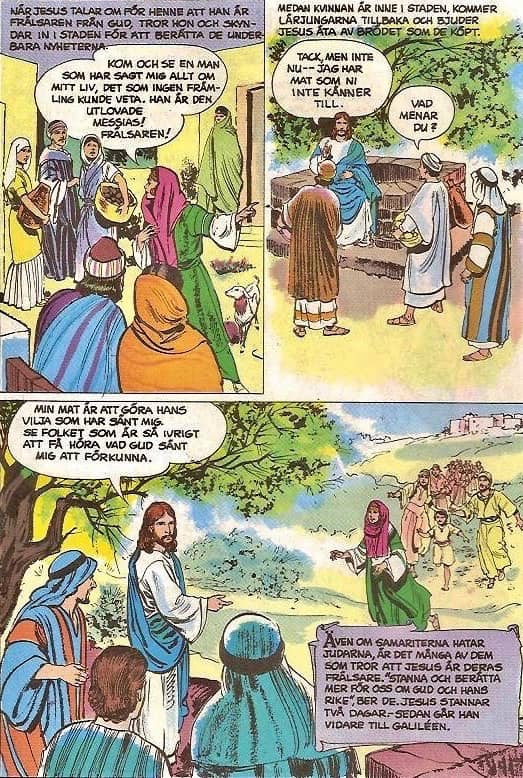 NÄR JESUS TALAR OM FÖR HENNE ATT HAN ÄR
FRÄLSAREN FRÅN GUD, TROR HON OCH SKYN-
DAR IN I STADEN FÖR ATT BERÄTTA DE UNDER-
BARA NYHETERNA.
KOM OCH SE EN MAN
SOM HAR SAGT MIG ALLT OM
MITT LIV, DET SOM INGEN FRÄM-
LING KUNDE VETA. HAN ÄR DEN
UTLOVADE
MESSIAS!
FRÄLSAREN!
MEDAN KVINNAN ÄR INNE I STADEN, KOMMER
LÄRJUNGARNA TILLBAKA OCH BJUDER
JESUS ÄTA AV BRÖDET SOM DE KÖPT.
TACK, MEN INTE
NU-- JAG HAR
MAT SOM NI
INTE KÄNNER
TILL.
VAD
MENAR
DU?
MIN MAT ÄR ATT GÖRA HANS
VILJA SOM HAR SÄNT MIG.
SE FOLKET SOM ÄR SÅ IVRIGT
ATT FÅ HÖRA VAD GUD SÄNT
MIG ATT FÖRKUNNA.
ÄVEN OM SAMARITERNA HATAR
JUDARNA, ÄR DET MÅNGA AV DEM
SOM TROR ATT JESUS ÄR DERAS
FRÄLSARE. "STANNA OCH BERÄTTA
MER FÖR OSS OM GUD OCH HANS
RIKE", BER DE. JESUS STANNAR
TVÅ DAGAR.- SEDAN GÅR HAN
VIDARE TILL GALILÉEN.